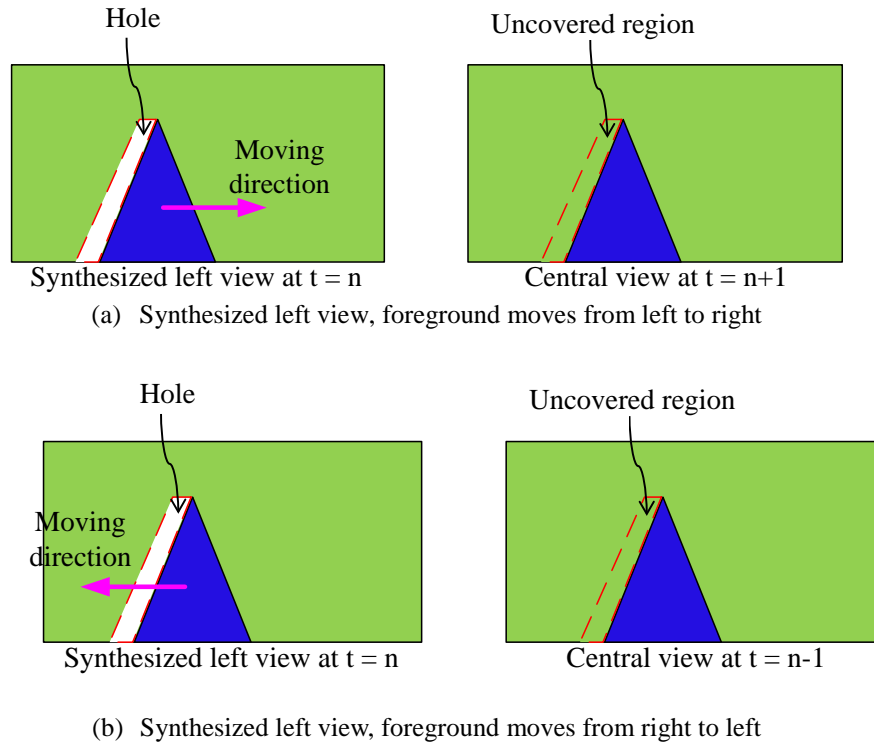 Hole
Uncovered region
Moving
direction
Synthesized left view at t = n
Central view at t = n+1
(a) Synthesized left view, foreground moves from left to right
Hole
Uncovered region
Moving
direction
Synthesized left view at t = n
Central view at t = n-1
(b) Synthesized left view, foreground moves from right to left